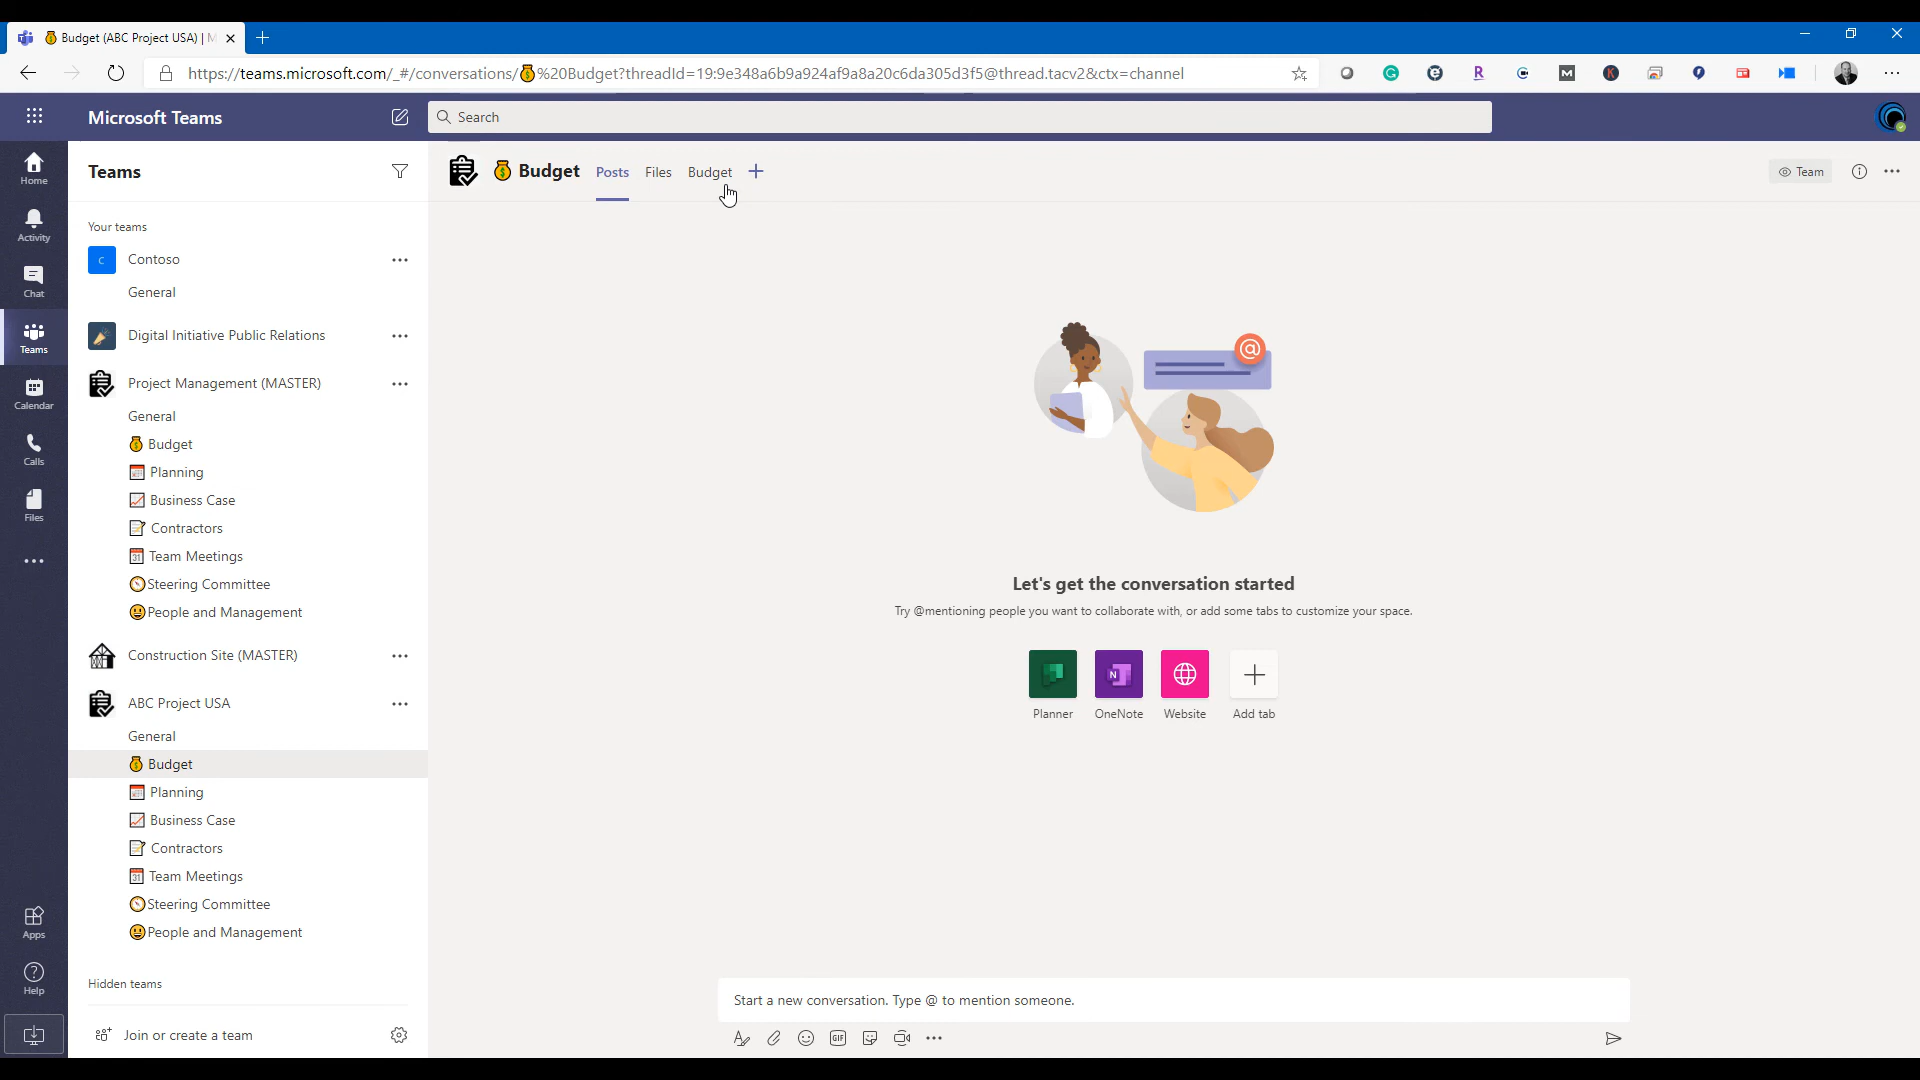 💰 Budget (ABC Project USA) | M
https://teams.microsoft.com/_#/conversations/💰%20Budget?threadId=19:9e348a6b9a924af9a8a20c6da305d3f5@thread.tacv2&ctx=channel
Microsoft Teams
Search
Home
Activity
Chat
Teams
Calendar
Calls
Files
Apps
Help
Teams
Your teams
C Contoso
General
Digital Initiative Public Relations
Project Management (MASTER)
General
💰 Budget
📅 Planning
📈 Business Case
📝 Contractors
📆 Team Meetings
🧭Steering Committee
😀People and Management
Construction Site (MASTER)
ABC Project USA
General
💰 Budget
📅 Planning
📈 Business Case
📝 Contractors
📆 Team Meetings
🧭Steering Committee
😀People and Management
Hidden teams
Join or create a team
💰 Budget Posts Files Budget +
Team
@
Let's get the conversation started
Try @mentioning people you want to collaborate with, or add some tabs to customize your space.
N
Planner OneNote Website Add tab
Start a new conversation. Type @ to mention someone.
GIF